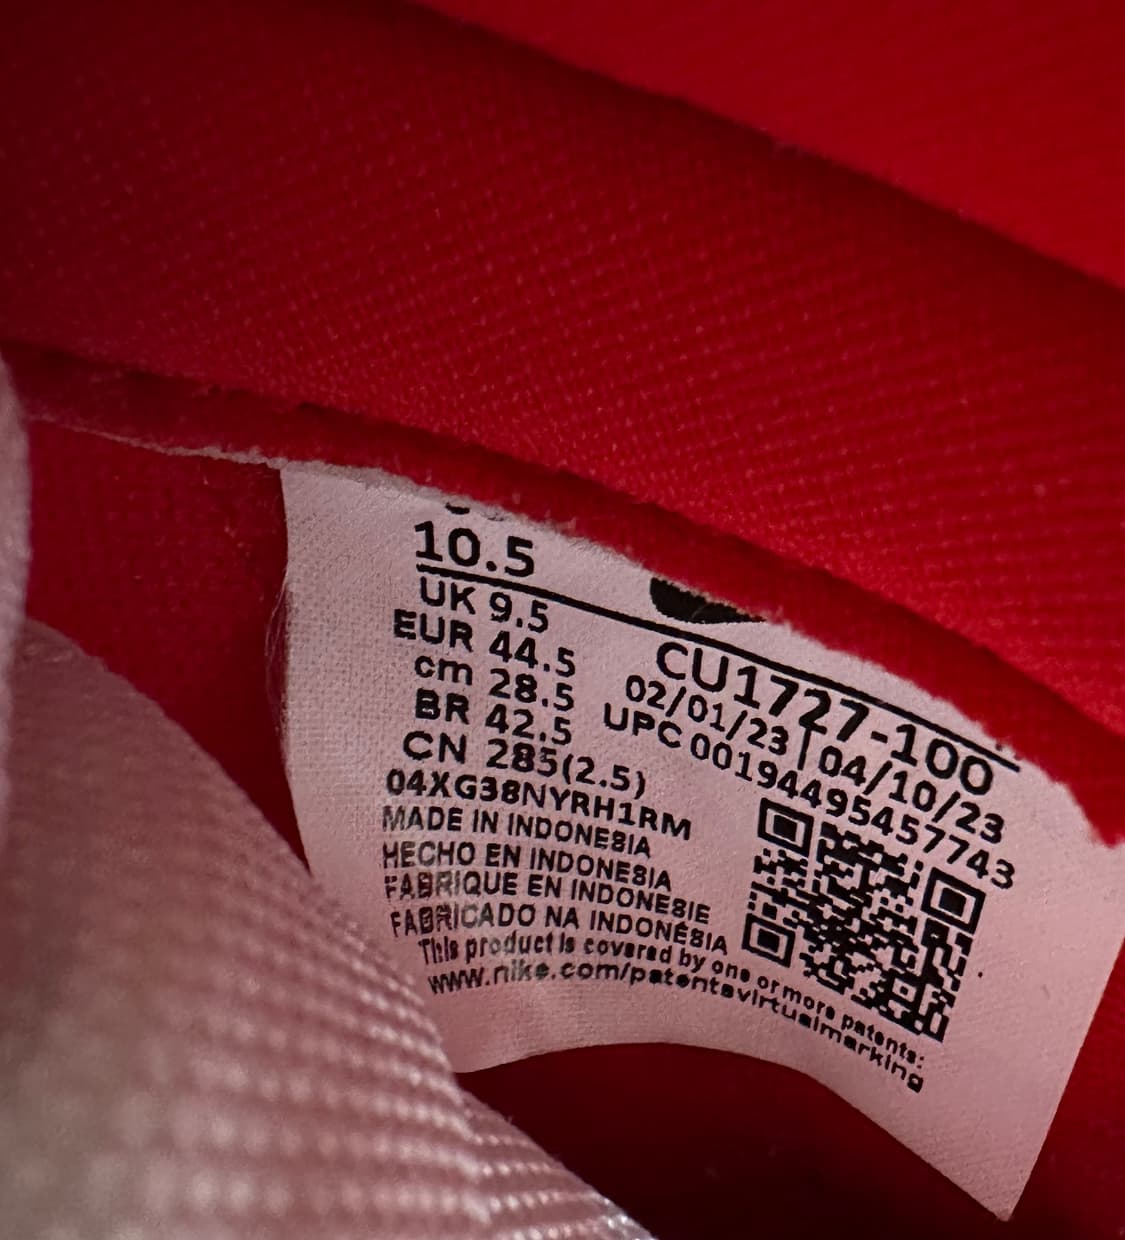 10.5
UK 9.5
EUR 44.5
cm 28.5
BR 42.5
CN 285(2.5)
CU1727-100
02/01/23 | 04/10/23
UPC 00194495457743
04XG38NYRH1RM
MADE IN INDONESIA
HECHO EN INDONESIA
FABRIQUE EN INDONESIE
FABRICADO NA INDONÉSIA
This product is covered by one or more patents:
www.nike.com/patentsvirtualmarking